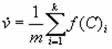 v̂ = 1/m ∑_{i=1}^{k} f(C)_i